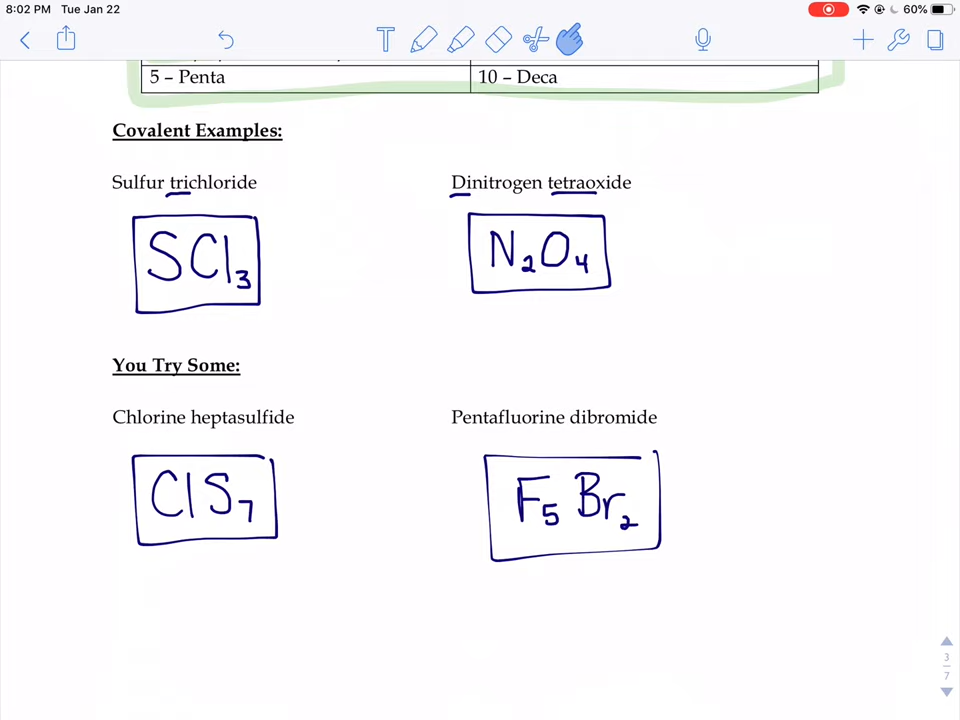 8:02 PM Tue Jan 22 60%
T
5 – Penta 10 – Deca
Covalent Examples:
Sulfur trichloride Dinitrogen tetraoxide
SCl3 N2O4
You Try Some:
Chlorine heptasulfide Pentafluorine dibromide
ClS7 F5Br2
3
7